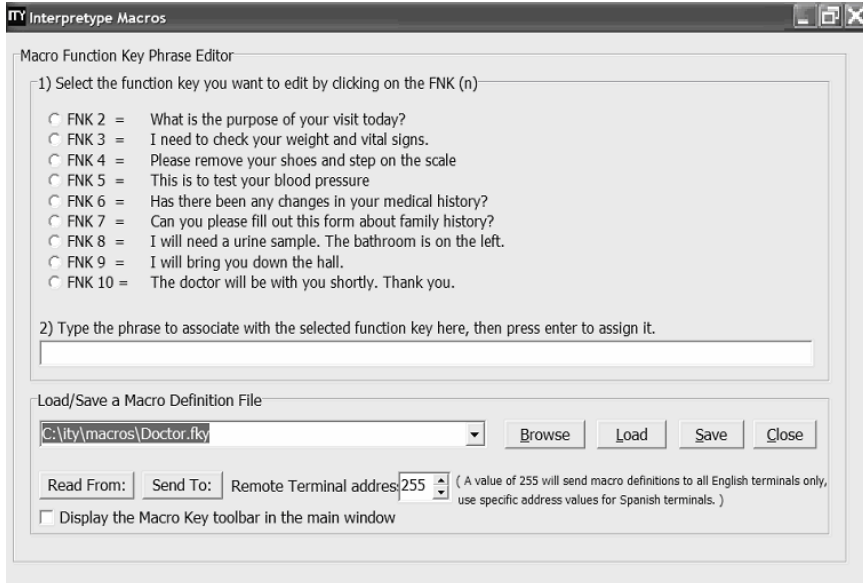 ITY Interpretype Macros
Macro Function Key Phrase Editor
1) Select the function key you want to edit by clicking on the FNK (n)
FNK 2 = What is the purpose of your visit today?
FNK 3 = I need to check your weight and vital signs.
FNK 4 = Please remove your shoes and step on the scale
FNK 5 = This is to test your blood pressure
FNK 6 = Has there been any changes in your medical history?
FNK 7 = Can you please fill out this form about family history?
FNK 8 = I will need a urine sample. The bathroom is on the left.
FNK 9 = I will bring you down the hall.
FNK 10 = The doctor will be with you shortly. Thank you.
2) Type the phrase to associate with the selected function key here, then press enter to assign it.
Load/Save a Macro Definition File
C:\ity\macros\Doctor.fky Browse Load Save Close
Read From: Send To: Remote Terminal addres 255 ( A value of 255 will send macro definitions to all English terminals only,
use specific address values for Spanish terminals. )
Display the Macro Key toolbar in the main window